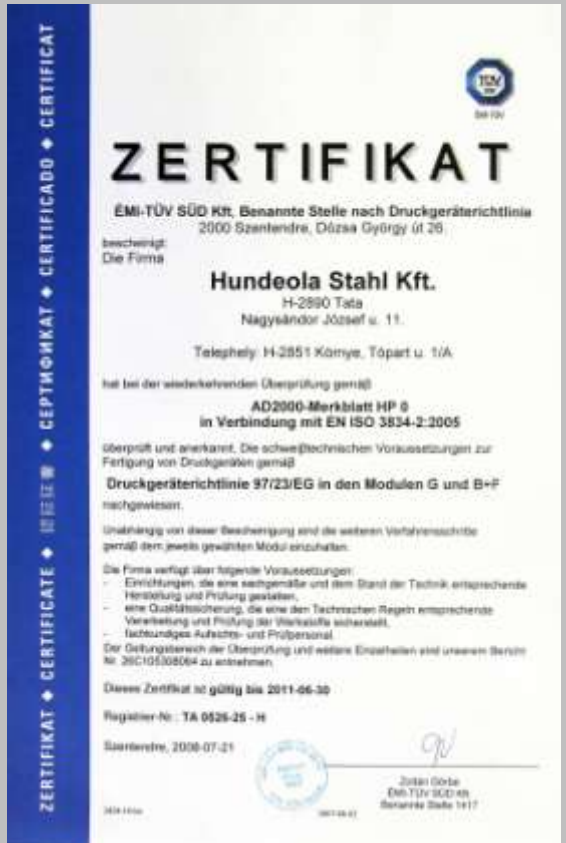 ZERTIFIKAT ◆ CERTIFICATE ◆ ◆ СЕРТИФИКАТ ◆ CERTIFICADO ◆ CERTIFICAT
TÜV
ÉMI-TÜV
ZERTIFIKAT
ÉMI-TÜV SÜD Kft, Benannte Stelle nach Druckgeräterichtlinie
2000 Szentendre, Dózsa György út 26.
bescheinigt:
Die Firma
Hundeola Stahl Kft.
H-2890 Tata
Nagysándor József u. 11.
Telephely: H-2851 Környe, Tópart u. 1/A
hat bei der wiederkehrenden Überprüfung gemäß
AD2000-Merkblatt HP 0
in Verbindung mit EN ISO 3834-2:2005
überprüft und anerkannt. Die schweißtechnischen Voraussetzungen zur
Fertigung von Druckgeräten gemäß
Druckgeräterichtlinie 97/23/EG in den Modulen G und B+F
nachgewiesen.
Unabhängig von dieser Bescheinigung sind die weiteren Verfahrensschritte
gemäß dem jeweils gewählten Modul einzuhalten.
Die Firma verfügt über folgende Voraussetzungen:
- Einrichtungen, die eine sachgemäße und dem Stand der Technik entsprechende
Herstellung und Prüfung gestatten,
- eine Qualitätssicherung, die eine den Technischen Regeln entsprechende
Verarbeitung und Prüfung der Werkstoffe sicherstellt,
- fachkundiges Aufsichts- und Prüfpersonal.
Der Geltungsbereich der Überprüfung und weitere Einzelheiten sind unserem Bericht
Nr. 26C105308064 zu entnehmen.
Dieses Zertifikat ist gültig bis 2011-06-30
Registrier-Nr.: TA 0526-25 - H
Szentendre, 2008-07-21
Zoltán Görbe
ÉMI-TÜV SÜD Kft.
Benannte Stelle 1417